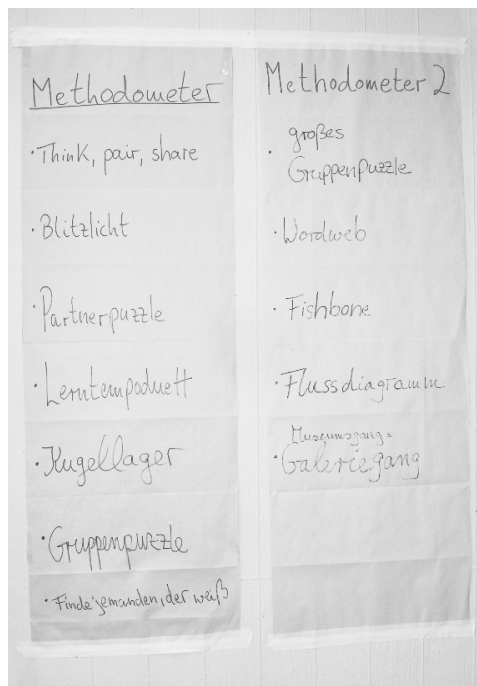 Methodometer
· Think, pair, share
· Blitzlicht
· Partnerpuzzle
· Lerntempoduett
· Kugellager
· Gruppenpuzzle
· Finde jemanden, der weiß
Methodometer 2
· großes
Gruppenpuzzle
· Wordweb
· Fishbone
· Flussdiagramm
Museumsgang =
· Galeriegang